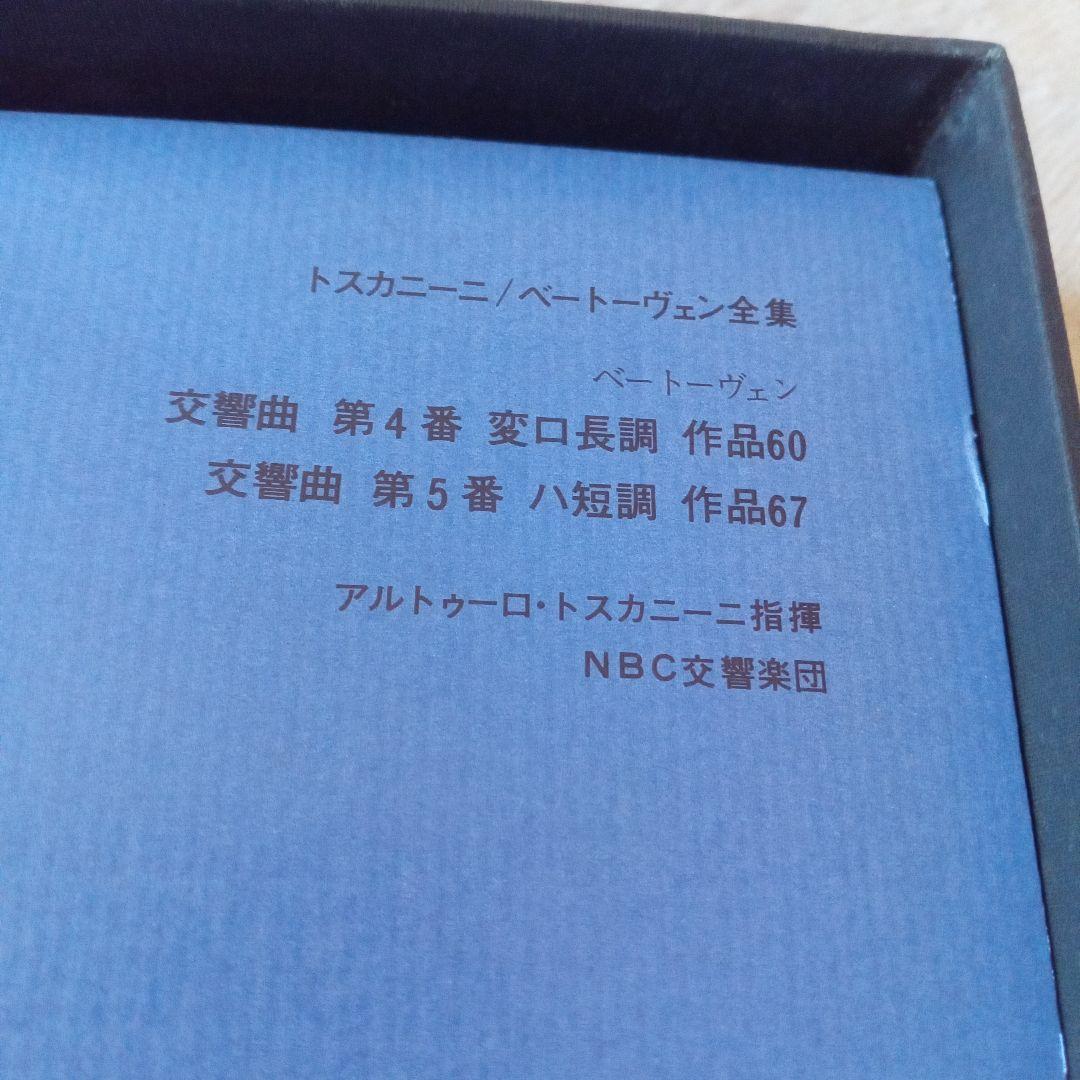 トスカニーニ/ベートーヴェン全集
ベートーヴェン
交響曲 第4番 変ロ長調 作品60
交響曲 第5番 ハ短調 作品67
アルトゥーロ・トスカニーニ指揮
NBC交響楽団